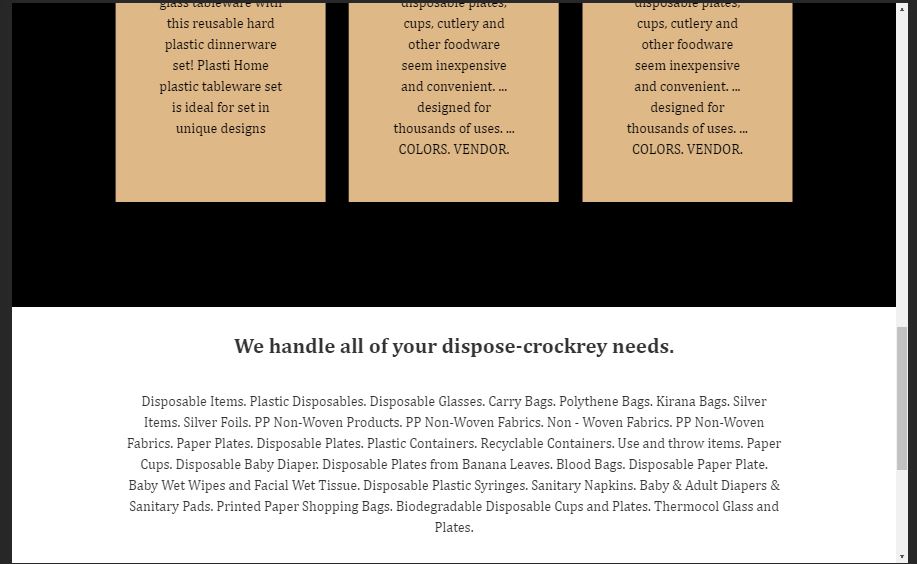 glass tableware with
this reusable hard
plastic dinnerware
set! Plasti Home
plastic tableware set
is ideal for set in
unique designs
disposable plates,
cups, cutlery and
other foodware
seem inexpensive
and convenient. ...
designed for
thousands of uses. ...
COLORS. VENDOR.
disposable plates,
cups, cutlery and
other foodware
seem inexpensive
and convenient. ...
designed for
thousands of uses. ...
COLORS. VENDOR.
We handle all of your dispose-crockrey needs.
Disposable Items. Plastic Disposables. Disposable Glasses. Carry Bags. Polythene Bags. Kirana Bags. Silver
Items. Silver Foils. PP Non-Woven Products. PP Non-Woven Fabrics. Non - Woven Fabrics. PP Non-Woven
Fabrics. Paper Plates. Disposable Plates. Plastic Containers. Recyclable Containers. Use and throw items. Paper
Cups. Disposable Baby Diaper. Disposable Plates from Banana Leaves. Blood Bags. Disposable Paper Plate.
Baby Wet Wipes and Facial Wet Tissue. Disposable Plastic Syringes. Sanitary Napkins. Baby & Adult Diapers &
Sanitary Pads. Printed Paper Shopping Bags. Biodegradable Disposable Cups and Plates. Thermocol Glass and
Plates.